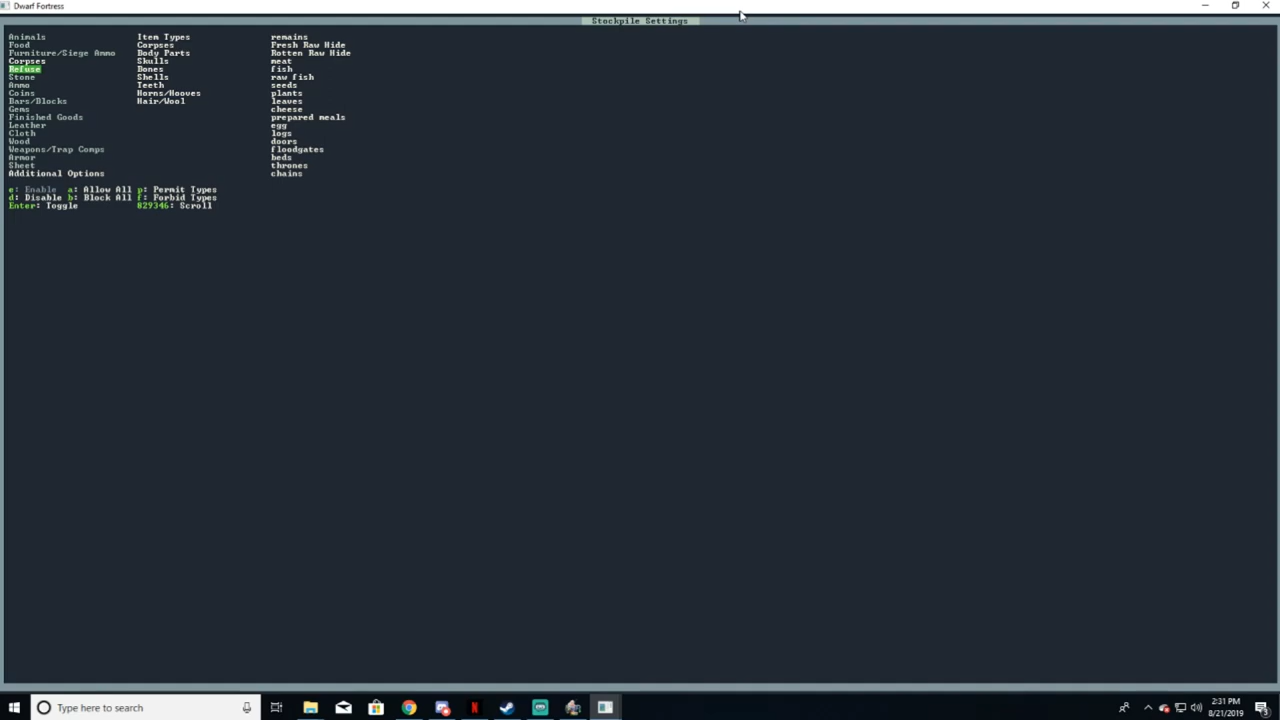 Dwarf Fortress
Stockpile Settings
Animals Item Types remains
Food Corpses Fresh Raw Hide
Furniture/Siege Ammo Body Parts Rotten Raw Hide
Corpses Skulls meat
Refuse Bones fish
Stone Shells raw fish
Ammo Teeth seeds
Coins Horns/Hooves plants
Bars/Blocks Hair/Wool leaves
Gems cheese
Finished Goods prepared meals
Leather egg
Cloth logs
Wood doors
Weapons/Trap Comps floodgates
Armor beds
Sheet thrones
Additional Options chains
e: Enable a: Allow All p: Permit Types
d: Disable b: Block All f: Forbid Types
Enter: Toggle 829346: Scroll
Type here to search
2:31 PM
8/21/2019